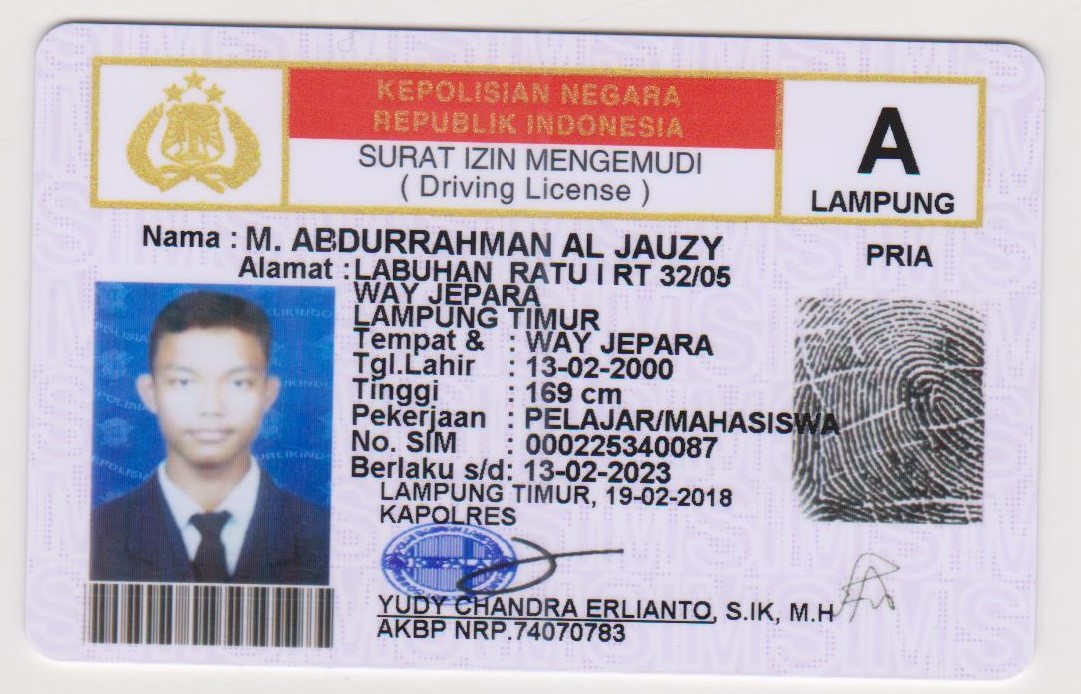 KEPOLISIAN NEGARA
REPUBLIK INDONESIA
SURAT IZIN MENGEMUDI
( Driving License )
A
LAMPUNG
Nama : M. ABDURRAHMAN AL JAUZY
PRIA
Alamat : LABUHAN RATU I RT 32/05
WAY JEPARA
LAMPUNG TIMUR
Tempat & : WAY JEPARA
Tgl.Lahir : 13-02-2000
Tinggi : 169 cm
Pekerjaan : PELAJAR/MAHASISWA
No. SIM : 000225340087
Berlaku s/d: 13-02-2023
LAMPUNG TIMUR, 19-02-2018
KAPOLRES
YUDY CHANDRA ERLIANTO, S.IK, M.H
AKBP NRP.74070783